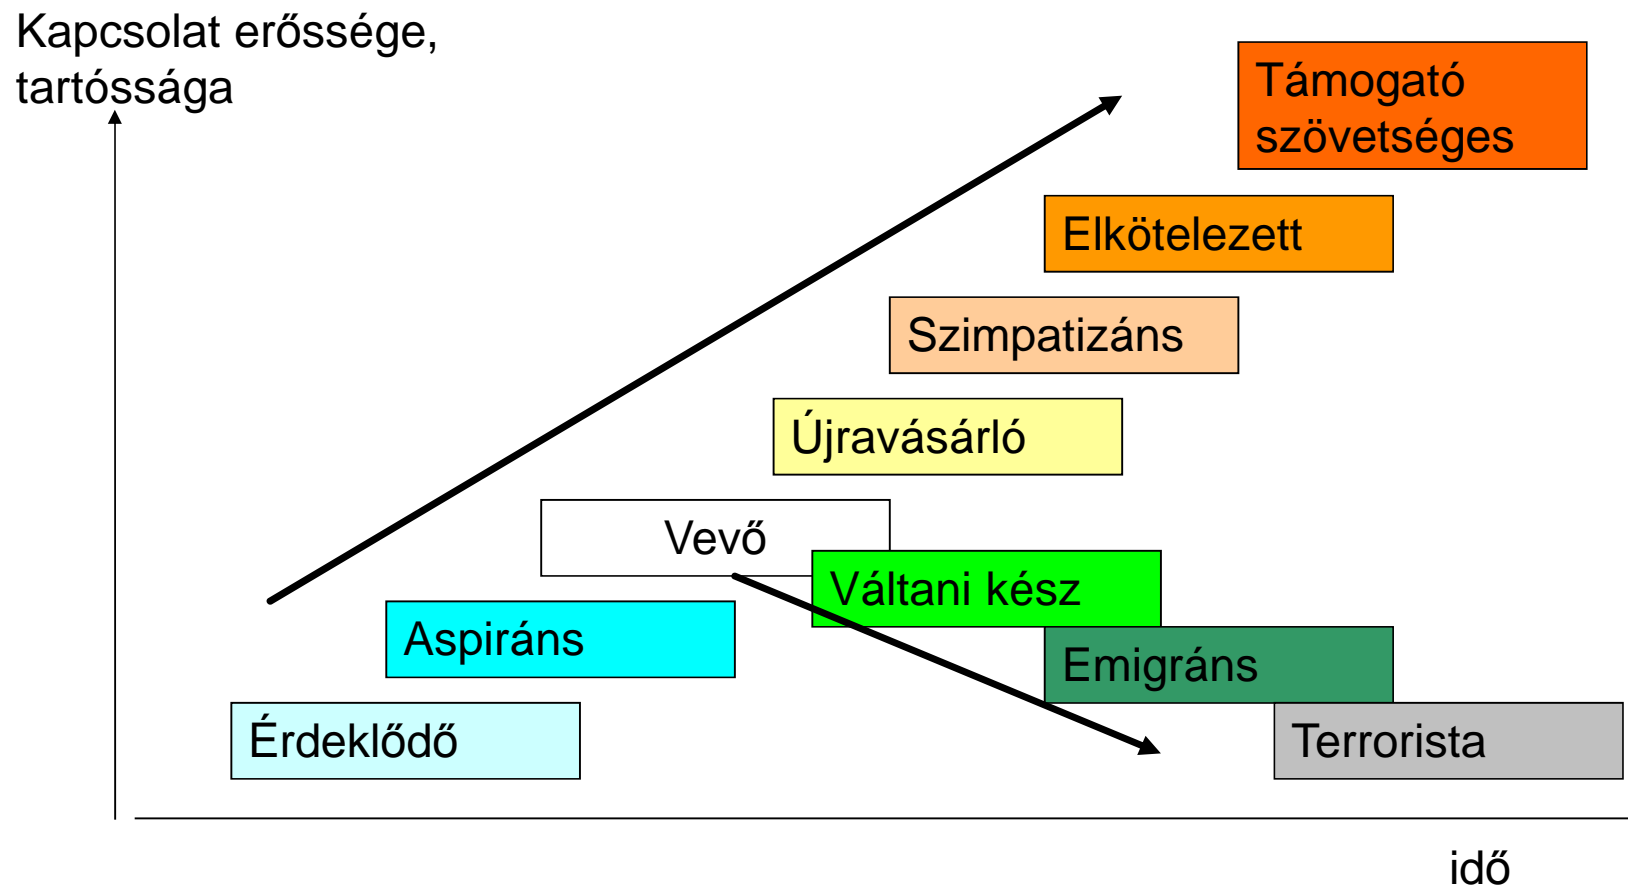 Kapcsolat erőssége,
tartóssága
Támogató
szövetséges
Elkötelezett
Szimpatizáns
Újravásárló
Vevő
Váltani kész
Aspiráns
Emigráns
Érdeklődő
Terrorista
idő